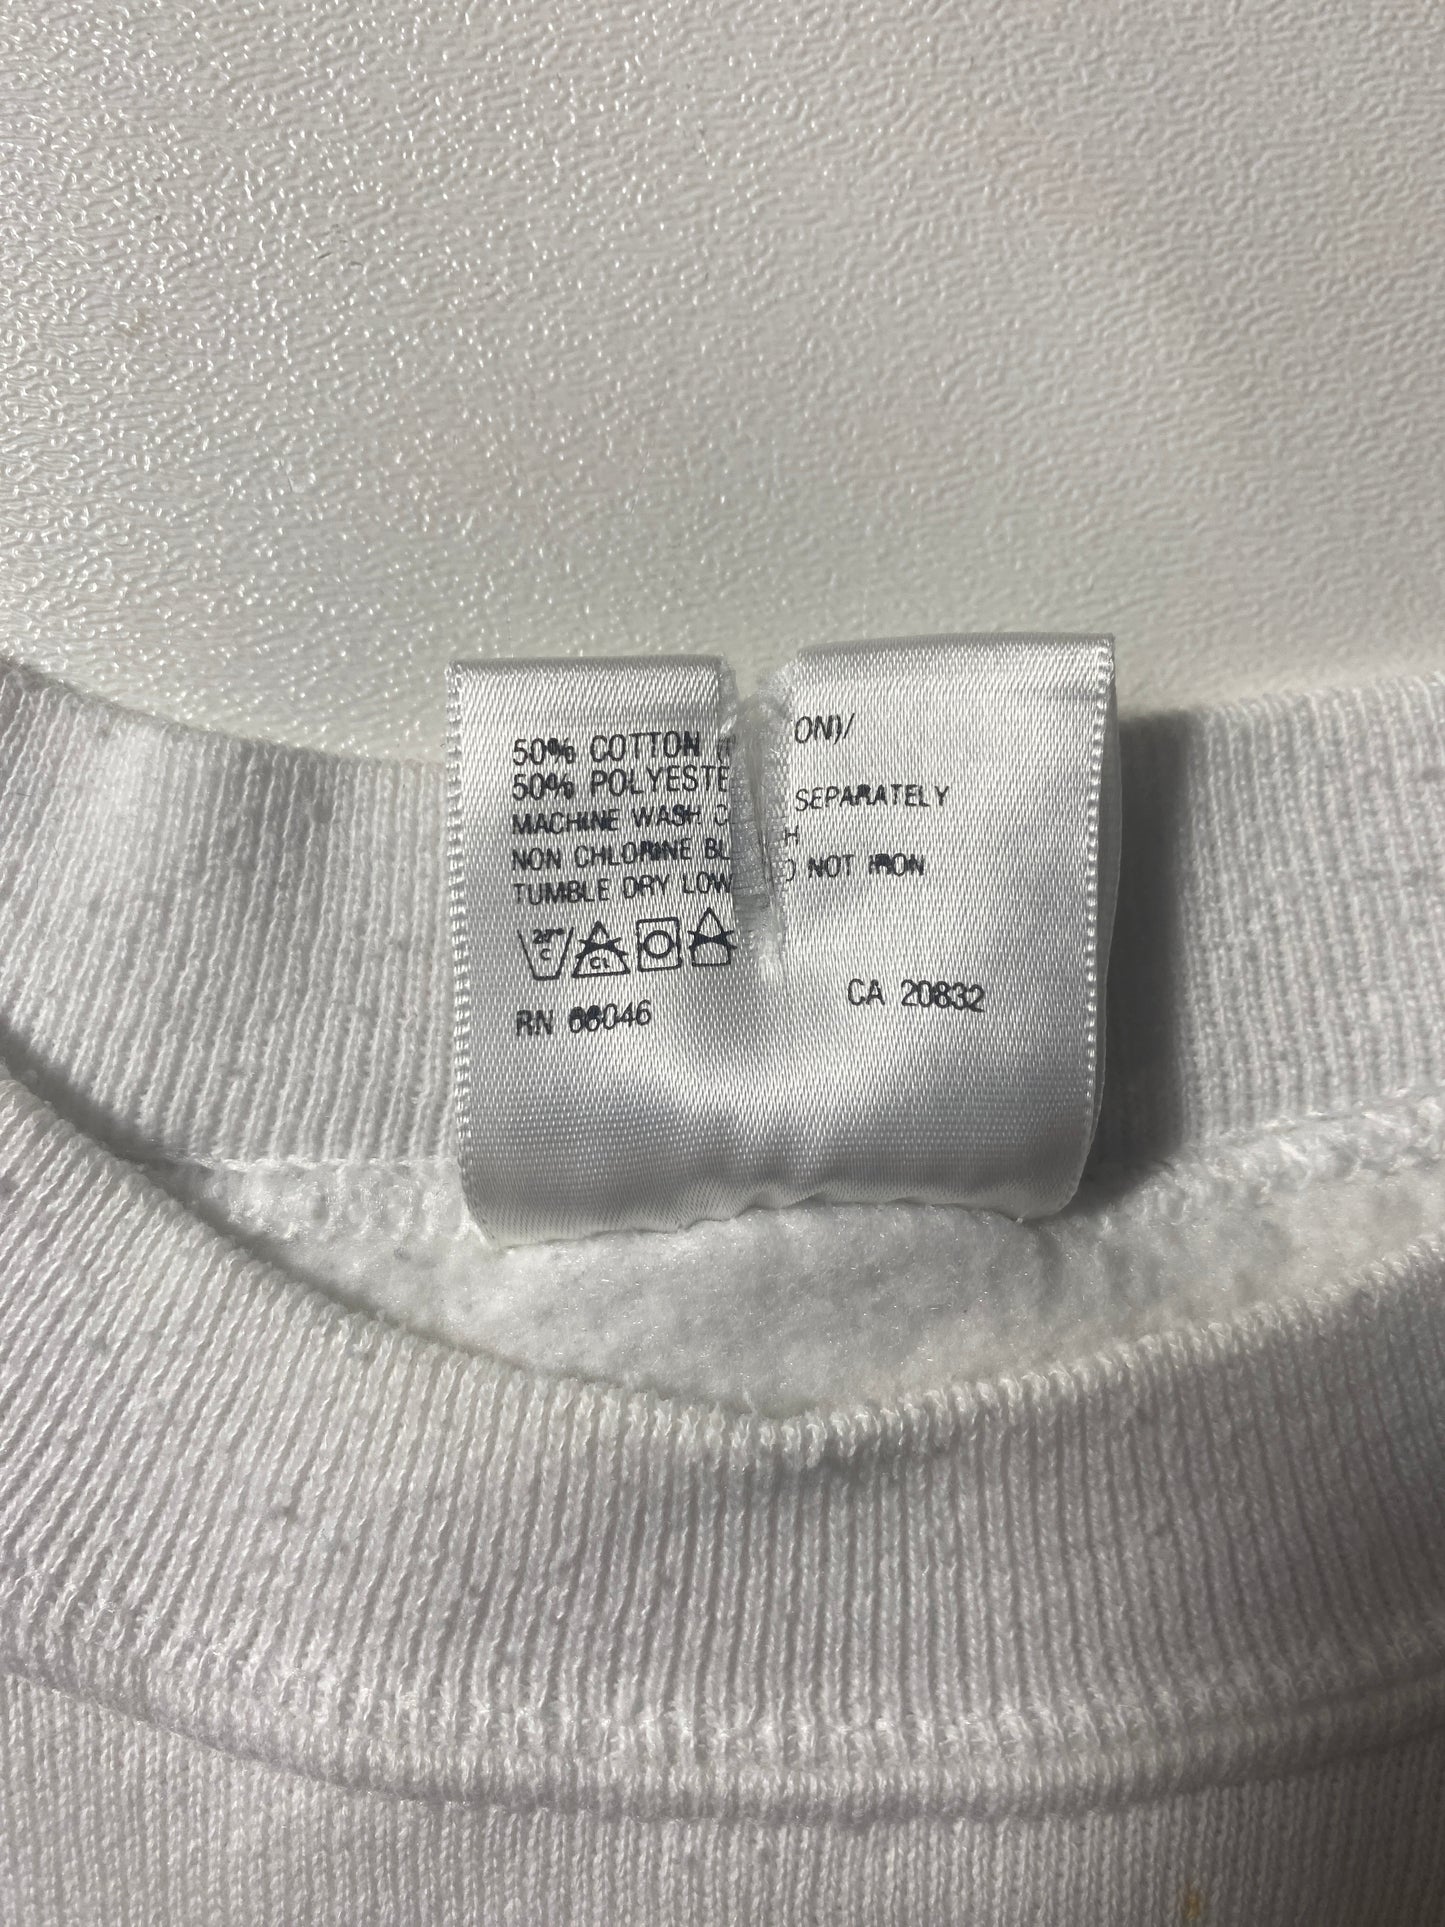 50% COTTON ( ON)/
50% POLYESTE
MACHINE WASH C SEPARATELY
NON CHLORINE BL H
TUMBLE DRY LOW O NOT IRON
C CL
RN 66046 CA 20832